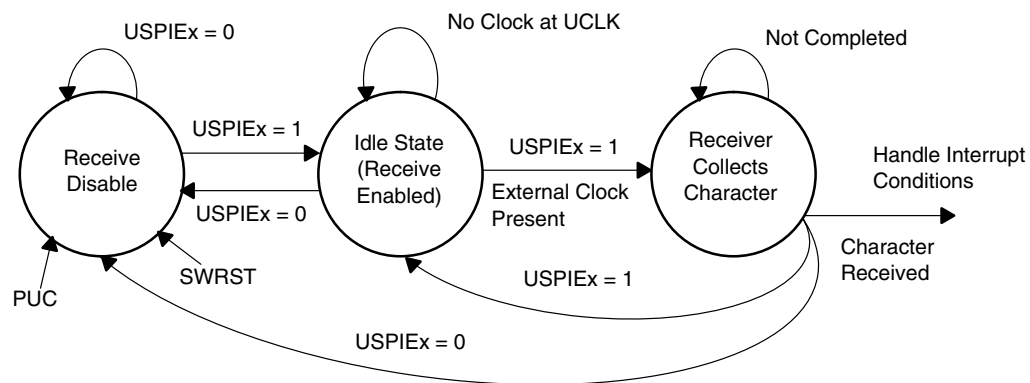 USPIEx = 0
No Clock at UCLK
Not Completed
Receive
Disable
USPIEx = 1
USPIEx = 0
Idle State
(Receive
Enabled)
USPIEx = 1
External Clock
Present
Receiver
Collects
Character
Handle Interrupt
Conditions
Character
Received
PUC
SWRST
USPIEx = 1
USPIEx = 0